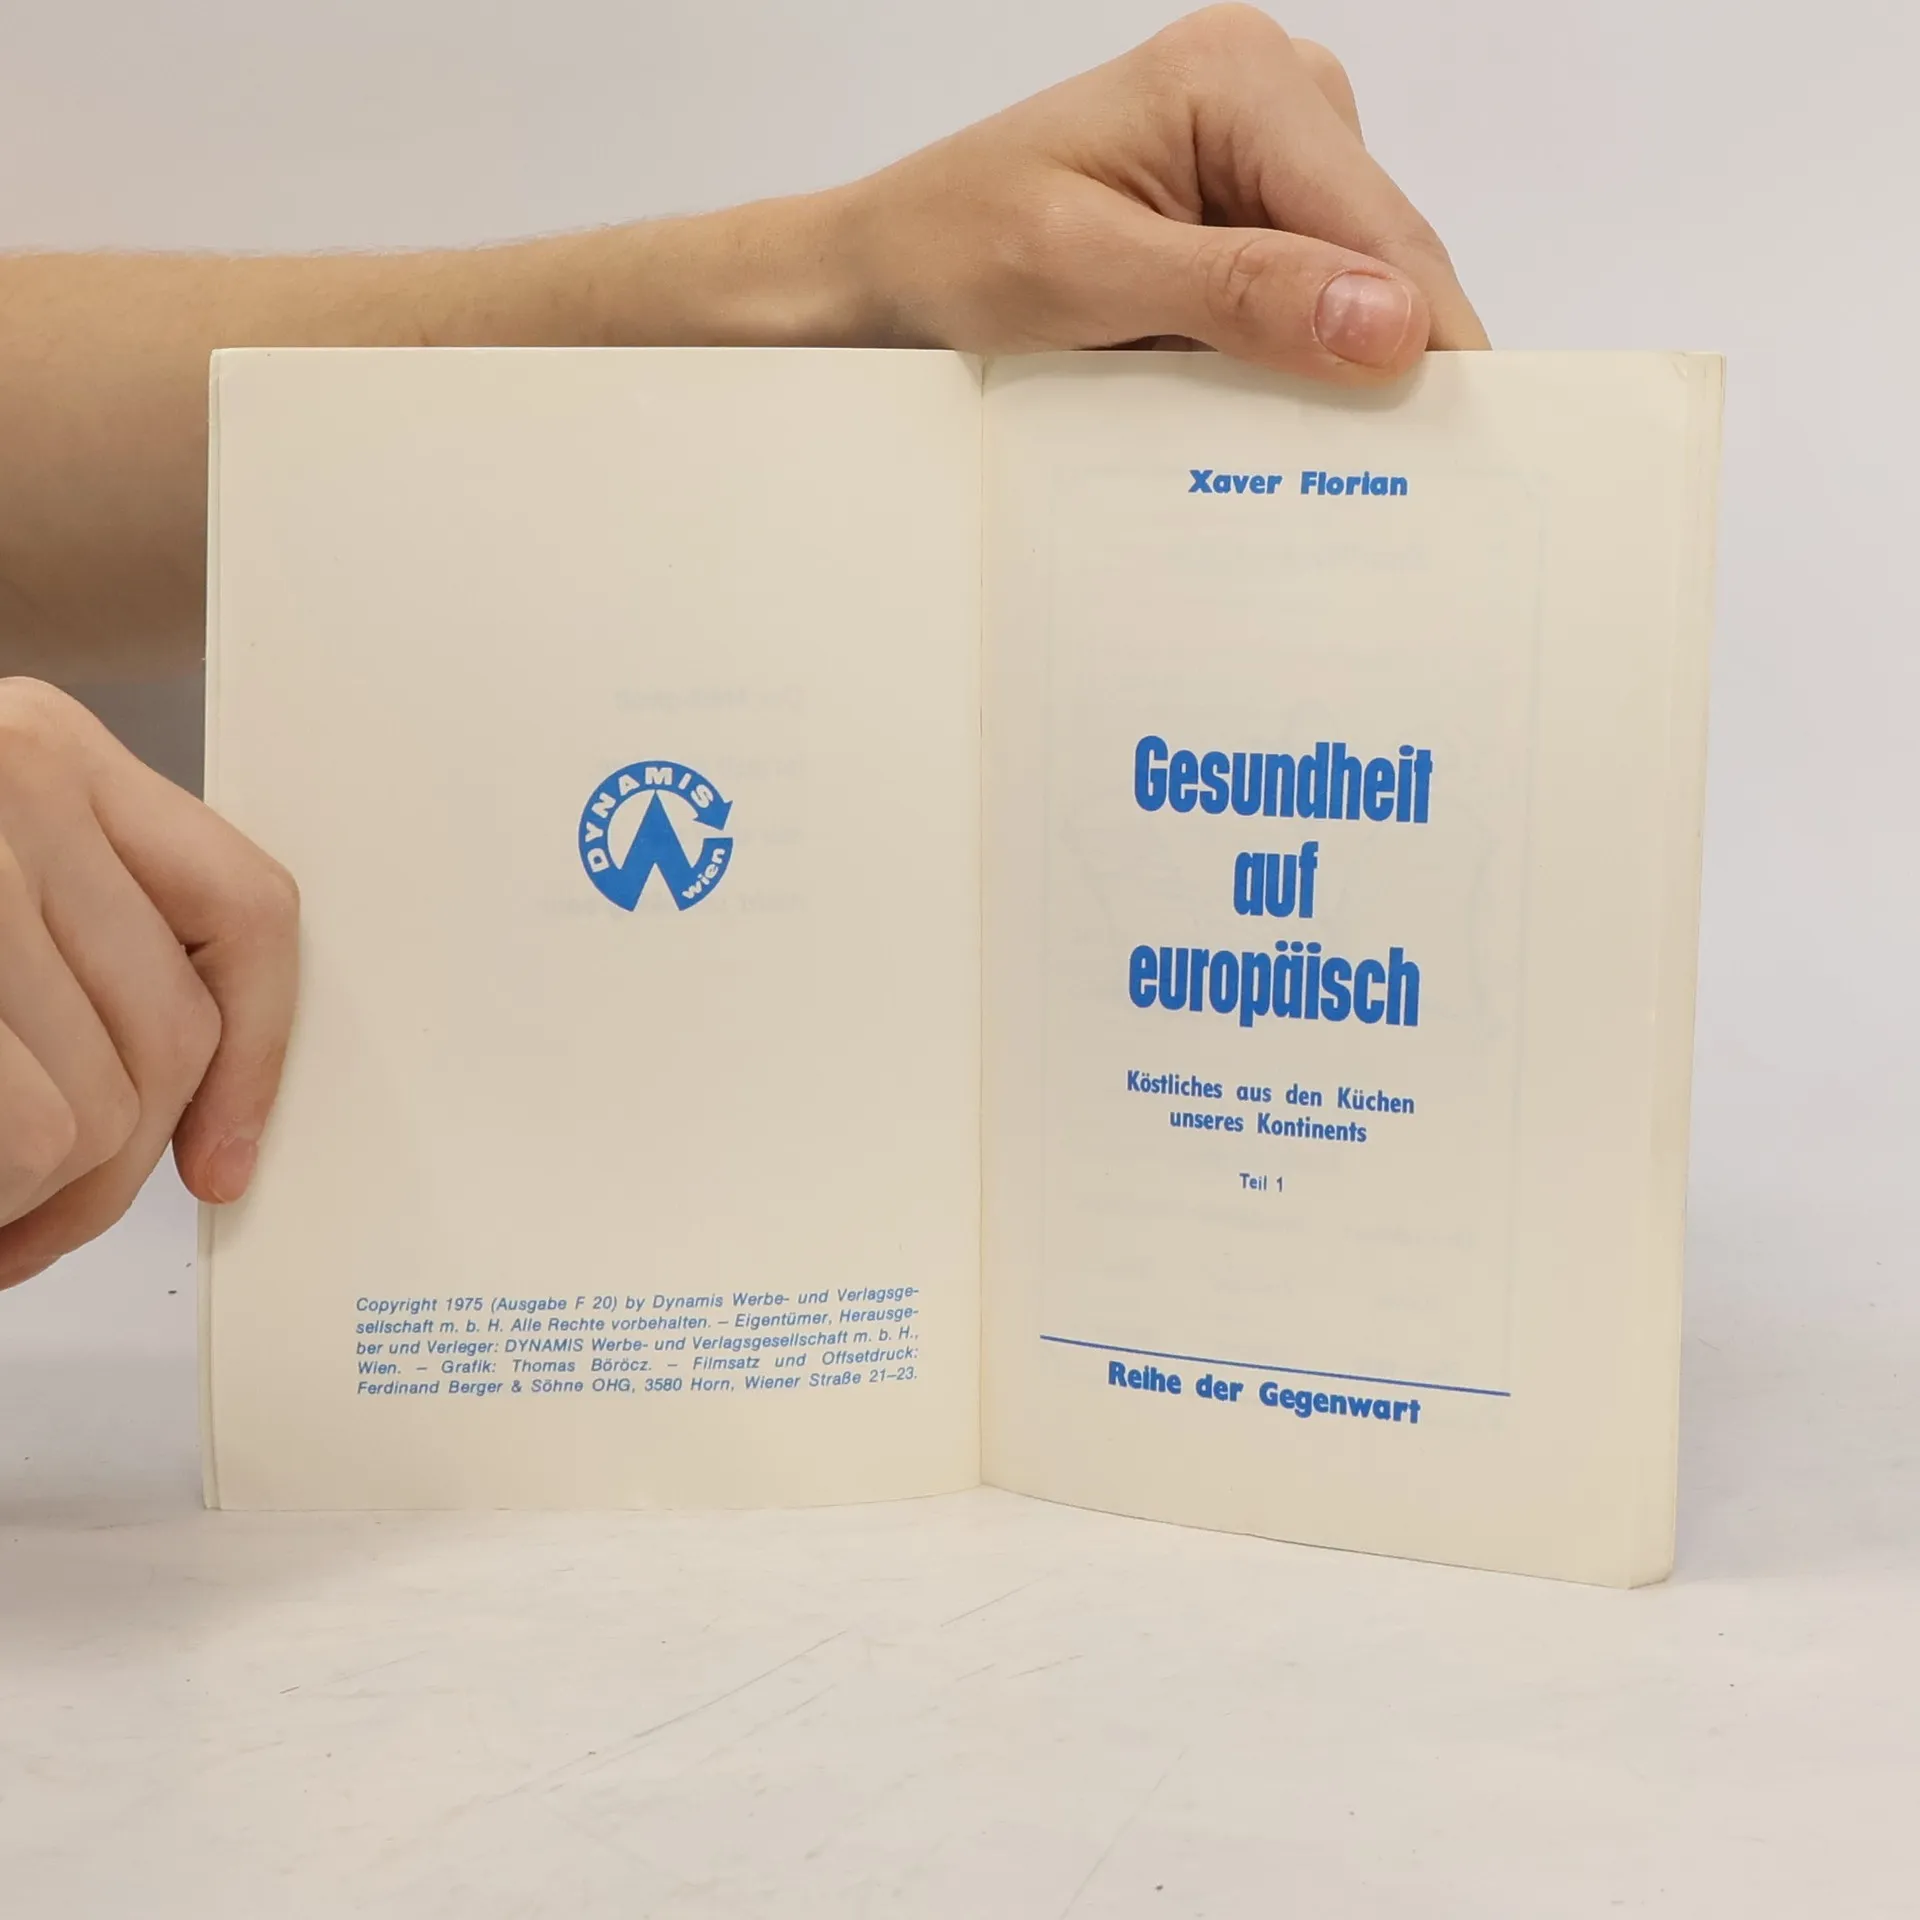 DYNAMIS
wien
Copyright 1975 (Ausgabe F 20) by Dynamis Werbe- und Verlagsge-
sellschaft m. b. H. Alle Rechte vorbehalten. – Eigentümer, Herausge-
ber und Verleger: DYNAMIS Werbe- und Verlagsgesellschaft m. b. H.,
Wien. – Grafik: Thomas Böröcz. – Filmsatz und Offsetdruck:
Ferdinand Berger & Söhne OHG, 3580 Horn, Wiener Straße 21–23.
Xaver Florian
Gesundheit
auf
europäisch
Köstliches aus den Küchen
unseres Kontinents
Teil 1
Reihe der Gegenwart